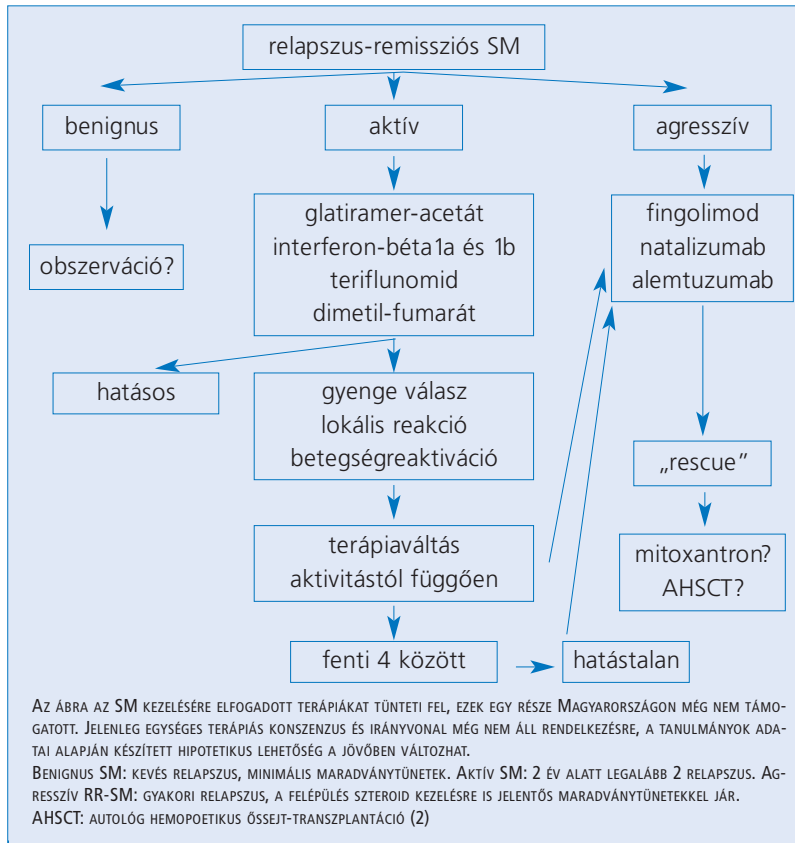 relapszus-remissziós SM
benignus
aktív
agresszív
glatiramer-acetát
interferon-béta1a és 1b
teriflunomid
dimetil-fumarát
fingolimod
natalizumab
alemtuzumab
obszerváció?
hatásos
gyenge válasz
lokális reakció
betegségreaktiváció
„rescue”
terápiaváltás
aktivitástól függően
mitoxantron?
AHSCT?
fenti 4 között
hatástalan
AZ ÁBRA AZ SM KEZELÉSÉRE ELFOGADOTT TERÁPIÁKAT TÜNTETI FEL, EZEK EGY RÉSZE MAGYARORSZÁGON MÉG NEM TÁMO-
GATOTT. JELENLEG EGYSÉGES TERÁPIÁS KONSZENZUS ÉS IRÁNYVONAL MÉG NEM ÁLL RENDELKEZÉSRE, A TANULMÁNYOK ADA-
TAI ALAPJÁN KÉSZÍTETT HIPOTETIKUS LEHETŐSÉG A JÖVŐBEN VÁLTOZHAT.
BENIGNUS SM: KEVÉS RELAPSZUS, MINIMÁLIS MARADVÁNYTÜNETEK. AKTÍV SM: 2 ÉV ALATT LEGALÁBB 2 RELAPSZUS. AG-
RESSZÍV RR-SM: GYAKORI RELAPSZUS, A FELÉPÜLÉS SZTEROID KEZELÉSRE IS JELENTŐS MARADVÁNYTÜNETEKKEL JÁR.
AHSCT: AUTOLÓG HEMOPOETIKUS ŐSSEJT-TRANSZPLANTÁCIÓ (2)